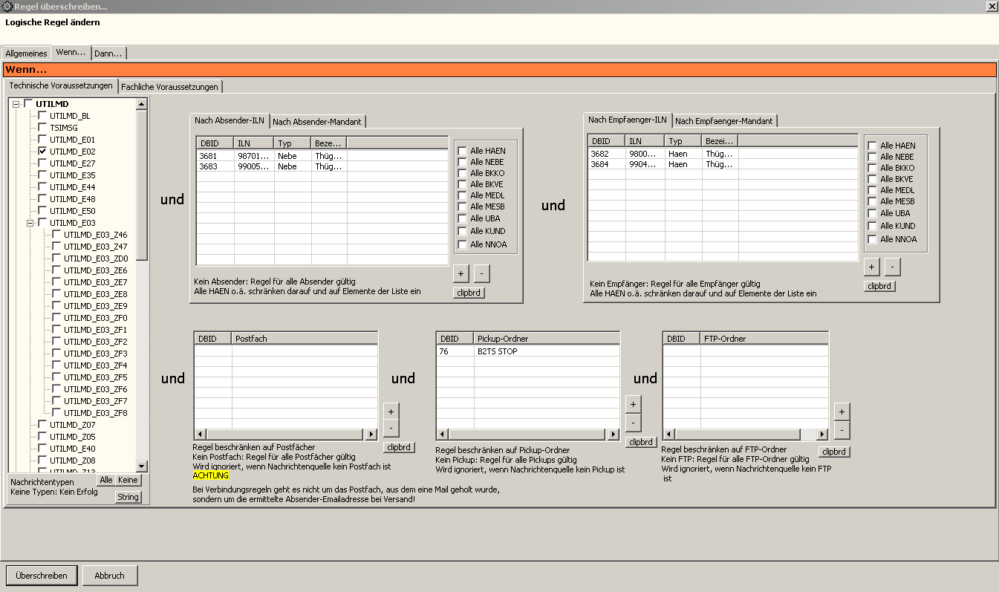 Regel überschreiben...
Logische Regel ändern
Allgemeines Wenn... Dann...
Wenn...
Technische Voraussetzungen Fachliche Voraussetzungen
UTILMD
UTILMD_BL
TSIMSG
UTILMD_E01
UTILMD_E02
UTILMD_E27
UTILMD_E35
UTILMD_E44
UTILMD_E48
UTILMD_E50
UTILMD_E03
UTILMD_E03_Z46
UTILMD_E03_Z47
UTILMD_E03_ZD0
UTILMD_E03_ZE6
UTILMD_E03_ZE7
UTILMD_E03_ZE8
UTILMD_E03_ZE9
UTILMD_E03_ZF0
UTILMD_E03_ZF1
UTILMD_E03_ZF2
UTILMD_E03_ZF3
UTILMD_E03_ZF4
UTILMD_E03_ZF5
UTILMD_E03_ZF6
UTILMD_E03_ZF7
UTILMD_E03_ZF8
UTILMD_Z07
UTILMD_Z05
UTILMD_E40
UTILMD_Z08
UTILMD_Z13
Nachrichtentypen Alle Keine
Keine Typen: Kein Erfolg
String
und
Nach Absender-ILN Nach Absender-Mandant
DBID ILN Typ Beze...
3681 98701... Nebe Thüg...
3683 99005... Nebe Thüg...
Alle HAEN
Alle NEBE
Alle BKKO
Alle BKVE
Alle MEDL
Alle MESB
Alle UBA
Alle KUND
Alle NNOA
+ -
clipbrd
Kein Absender: Regel für alle Absender gültig
Alle HAEN o.ä. schränken darauf und auf Elemente der Liste ein
und
Nach Empfaenger-ILN Nach Empfaenger-Mandant
DBID ILN Typ Bezei...
3682 9800... Haen Thüg...
3684 9904... Haen Thüg...
Alle HAEN
Alle NEBE
Alle BKKO
Alle BKVE
Alle MEDL
Alle MESB
Alle UBA
Alle KUND
Alle NNOA
+ -
clipbrd
Kein Empfänger: Regel für alle Empfänger gültig
Alle HAEN o.ä. schränken darauf und auf Elemente der Liste ein
und
DBID Postfach
+
-
clipbrd
Regel beschränken auf Postfächer
Kein Postfach: Regel für alle Postfächer gültig
Wird ignoriert, wenn Nachrichtenquelle kein Postfach ist
ACHTUNG
Bei Verbindungsregeln geht es nicht um das Postfach, aus dem eine Mail geholt wurde,
sondern um die ermittelte Absender-Emailadresse bei Versand!
und
DBID Pickup-Ordner
76 B2TS STOP
+
-
clipbrd
Regel beschränken auf Pickup-Ordner
Kein Pickup: Regel für alle Pickups gültig
Wird ignoriert, wenn Nachrichtenquelle kein Pickup ist
und
DBID FTP-Ordner
+
-
clipbrd
Regel beschränken auf FTP-Ordner
Kein FTP: Regel für alle FTP-Ordner gültig
Wird ignoriert, wenn Nachrichtenquelle kein FTP
ist
Überschreiben Abbruch